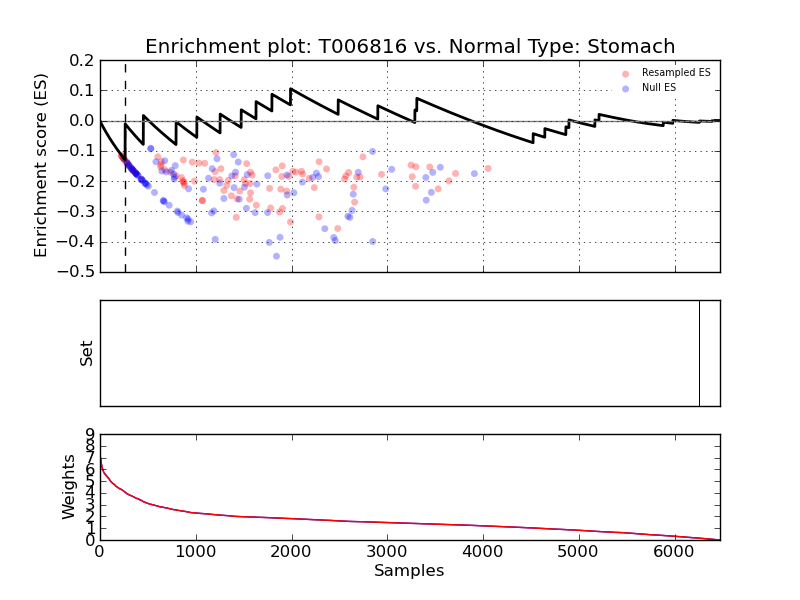 Enrichment plot: T006816 vs. Normal Type: Stomach
Enrichment score (ES)
0.2
0.1
0.0
−0.1
−0.2
−0.3
−0.4
−0.5
Resampled ES
Null ES
Set
Weights
9
8
7
6
5
4
3
2
1
0
0 1000 2000 3000 4000 5000 6000
Samples